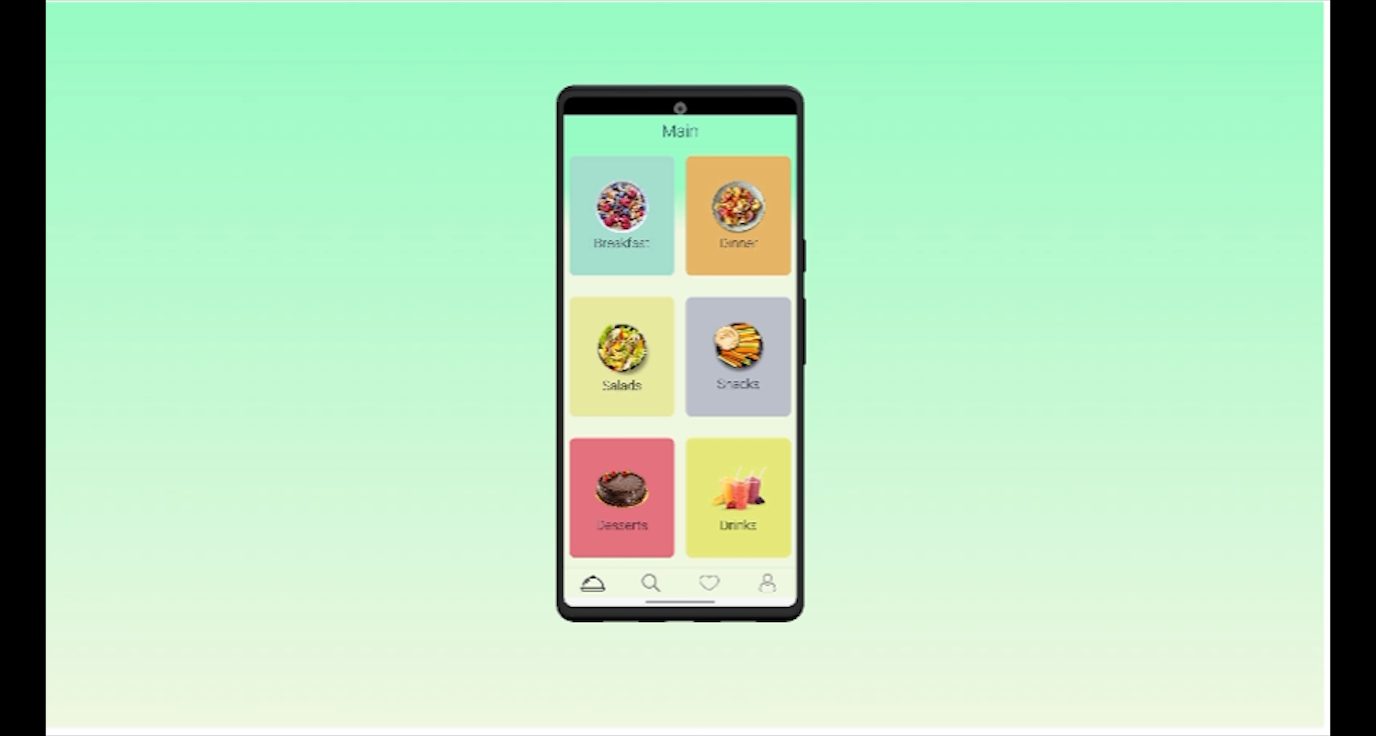 Main
Breakfast
Dinner
Salads
Snacks
Desserts
Drinks